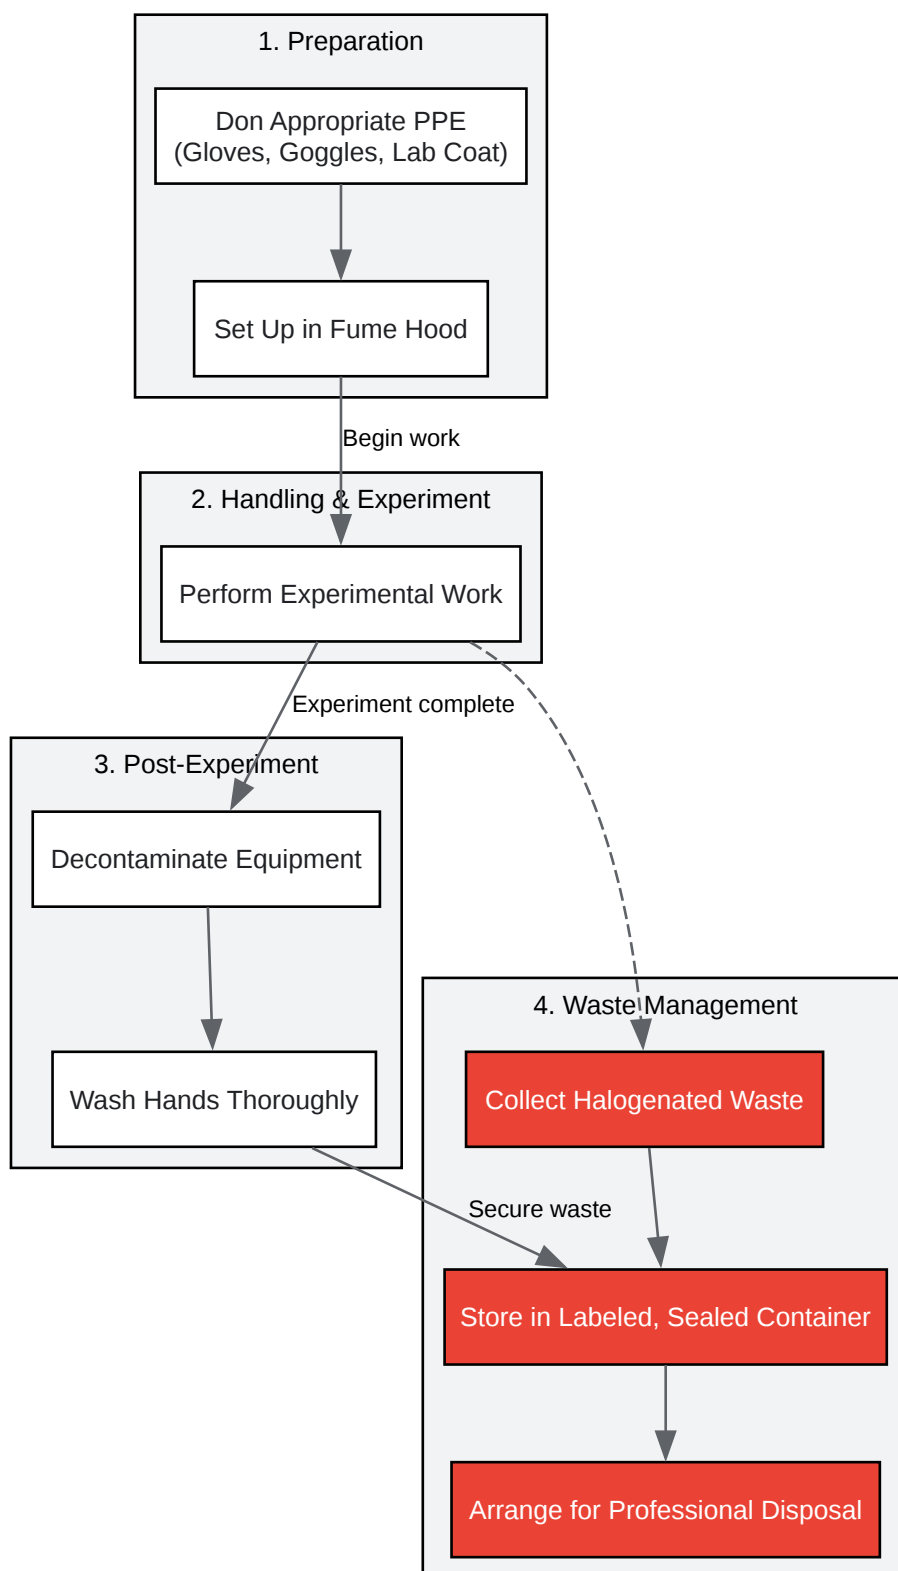 1. Preparation
Don Appropriate PPE
(Gloves, Goggles, Lab Coat)
Set Up in Fume Hood
Begin work
2. Handling & Experiment
Perform Experimental Work
Experiment complete
3. Post-Experiment
Decontaminate Equipment
Wash Hands Thoroughly
4. Waste Management
Collect Halogenated Waste
Secure waste
Store in Labeled, Sealed Container
Arrange for Professional Disposal